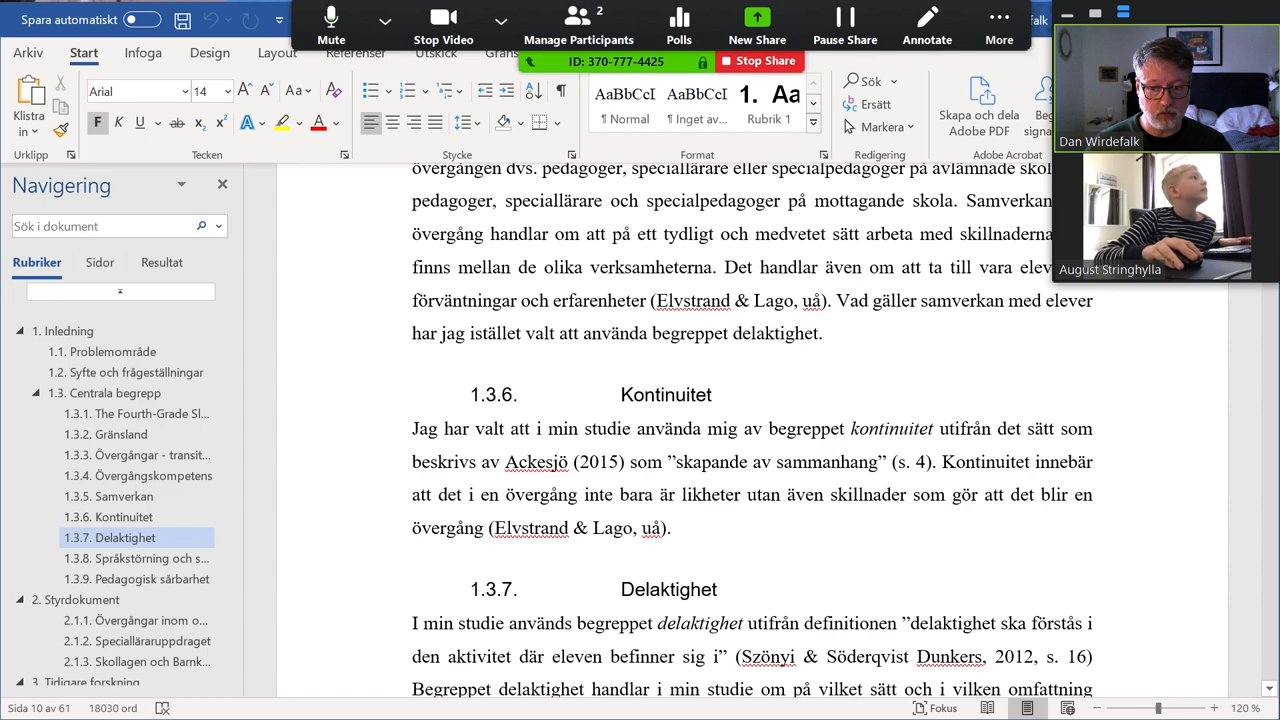 Spara automatiskt
Mute
Stop Video
2
Manage Participants
Polls
New Share
Pause Share
Annotate
More
ID: 370-777-4425
Stop Share
Arkiv Start Infoga Design Layout Referenser Utskick
Klistra in
Urklipp
Arial
14
Aa
F K U ab x₂ x² A A
Tecken
Stycke
AaBbCcI
¶ Normal
AaBbCcI
¶ Inget av...
1. Aa
Rubrik 1
Format
Sök
Ersätt
Markera
Redigering
Skapa och dela
Adobe PDF
Adobe Acrobat
Dan Wirdefalk
August Stringhylla
Navigering
Sök i dokument
Rubriker Sidor Resultat
1. Inledning
1.1. Problemområde
1.2. Syfte och frågeställningar
1.3. Centrala begrepp
1.3.1. The Fourth-Grade Sl...
1.3.2. Gränsland
1.3.3. Övergångar - transit...
1.3.4. Övergångskompetens
1.3.5. Samverkan
1.3.6. Kontinuitet
1.3.7. Delaktighet
1.3.8. Språkstörning och s...
1.3.9. Pedagogisk sårbarhet
2. Styrdokument
2.1.1. Övergångar inom o...
2.1.2. Specialläraruppdraget
2.1.3. Skollagen och Barnk...
3. Tidigare forskning
övergången dvs. pedagoger, speciallärare eller specialpedagoger på avlämnade skol
pedagoger, speciallärare och specialpedagoger på mottagande skola. Samverkan
övergång handlar om att på ett tydligt och medvetet sätt arbeta med skillnaderna
finns mellan de olika verksamheterna. Det handlar även om att ta till vara elev
förväntningar och erfarenheter (Elvstrand & Lago, uå). Vad gäller samverkan med elever
har jag istället valt att använda begreppet delaktighet.
1.3.6. Kontinuitet
Jag har valt att i min studie använda mig av begreppet kontinuitet utifrån det sätt som
beskrivs av Ackesjö (2015) som ”skapande av sammanhang” (s. 4). Kontinuitet innebär
att det i en övergång inte bara är likheter utan även skillnader som gör att det blir en
övergång (Elvstrand & Lago, uå).
1.3.7. Delaktighet
I min studie används begreppet delaktighet utifrån definitionen ”delaktighet ska förstås i
den aktivitet där eleven befinner sig i” (Szönyi & Söderqvist Dunkers, 2012, s. 16)
Begreppet delaktighet handlar i min studie om på vilket sätt och i vilken omfattning
Sida 10 av 61 18030 ord
Fokus
120 %